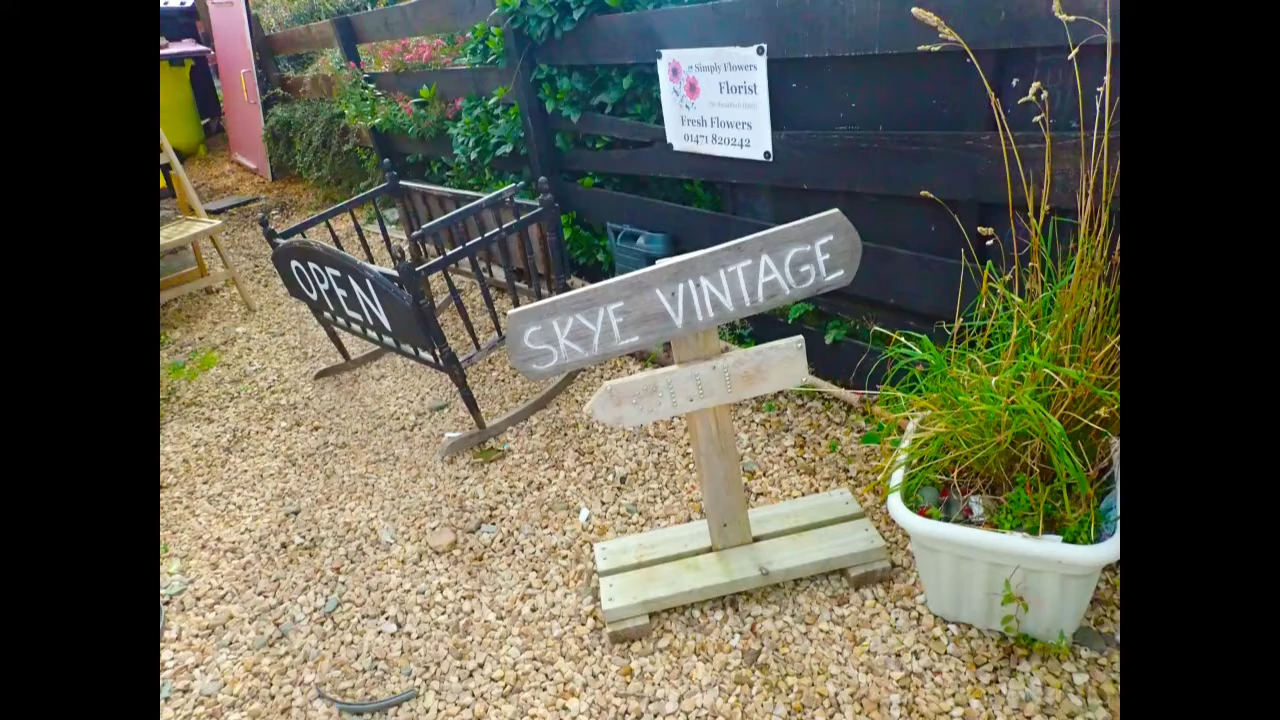 Simply Flowers
Florist
Fresh Flowers
01471 820242
OPEN
SKYE VINTAGE